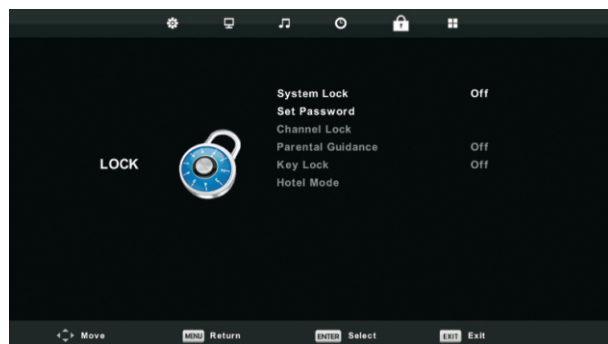 System Lock Off
Set Password
Channel Lock
Parental Guidance Off
Key Lock Off
Hotel Mode
LOCK
Move MENU Return ENTER Select EXIT Exit